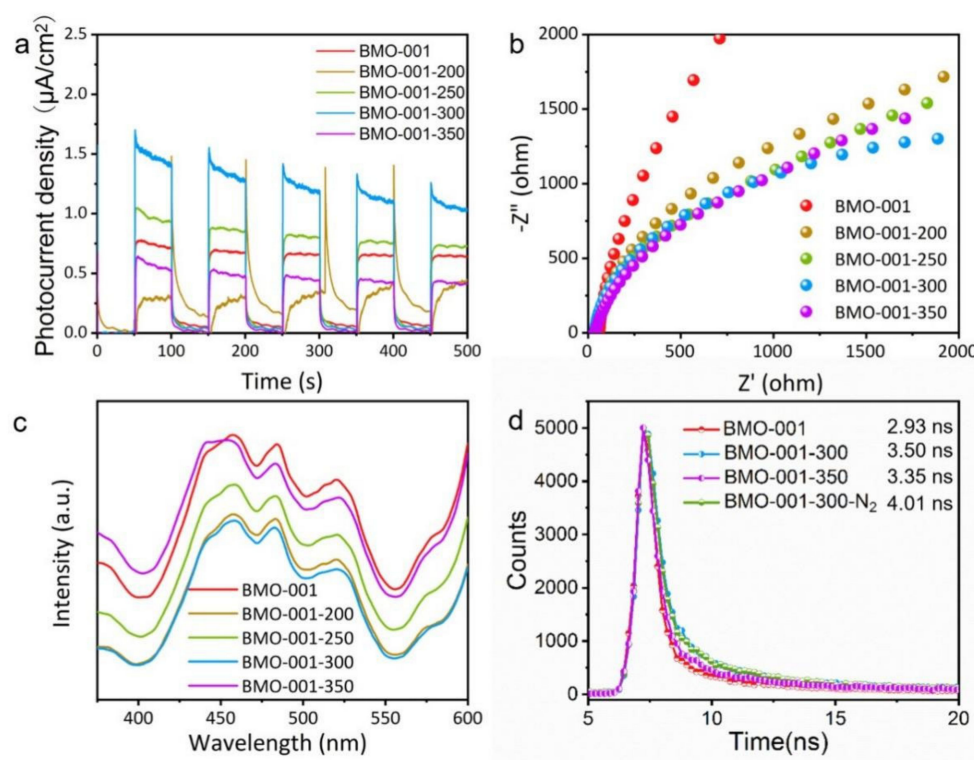 a
Photocurrent density (μA/cm²)
2.5
2.0
1.5
1.0
0.5
0.0
BMO-001
BMO-001-200
BMO-001-250
BMO-001-300
BMO-001-350
0 100 200 300 400 500
Time (s)
b
-Z'' (ohm)
2000
1500
1000
500
0
BMO-001
BMO-001-200
BMO-001-250
BMO-001-300
BMO-001-350
0 500 1000 1500 2000
Z' (ohm)
c
Intensity (a.u.)
BMO-001
BMO-001-200
BMO-001-250
BMO-001-300
BMO-001-350
400 450 500 550 600
Wavelength (nm)
d
Counts
5000
4000
3000
2000
1000
0
BMO-001 2.93 ns
BMO-001-300 3.50 ns
BMO-001-350 3.35 ns
BMO-001-300-N₂ 4.01 ns
5 10 15 20
Time(ns)